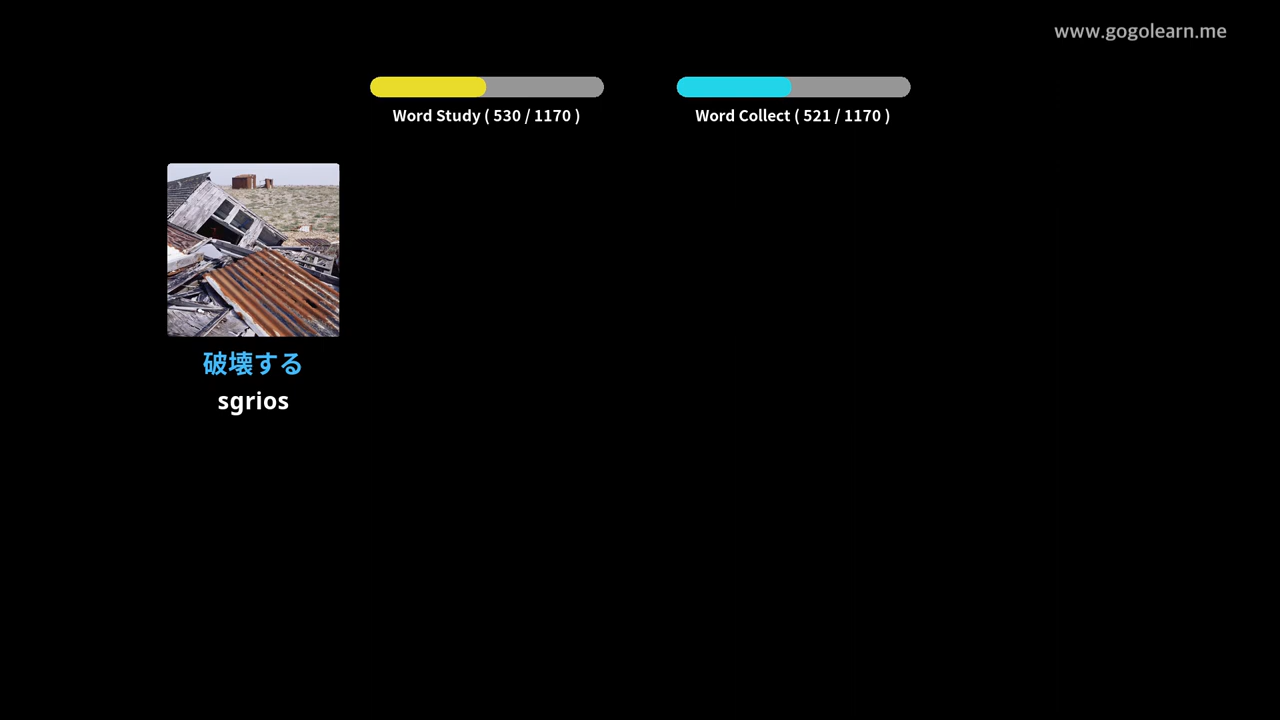 www.gogolearn.me
Word Study ( 530 / 1170 )
Word Collect ( 521 / 1170 )
破壊する
sgrios